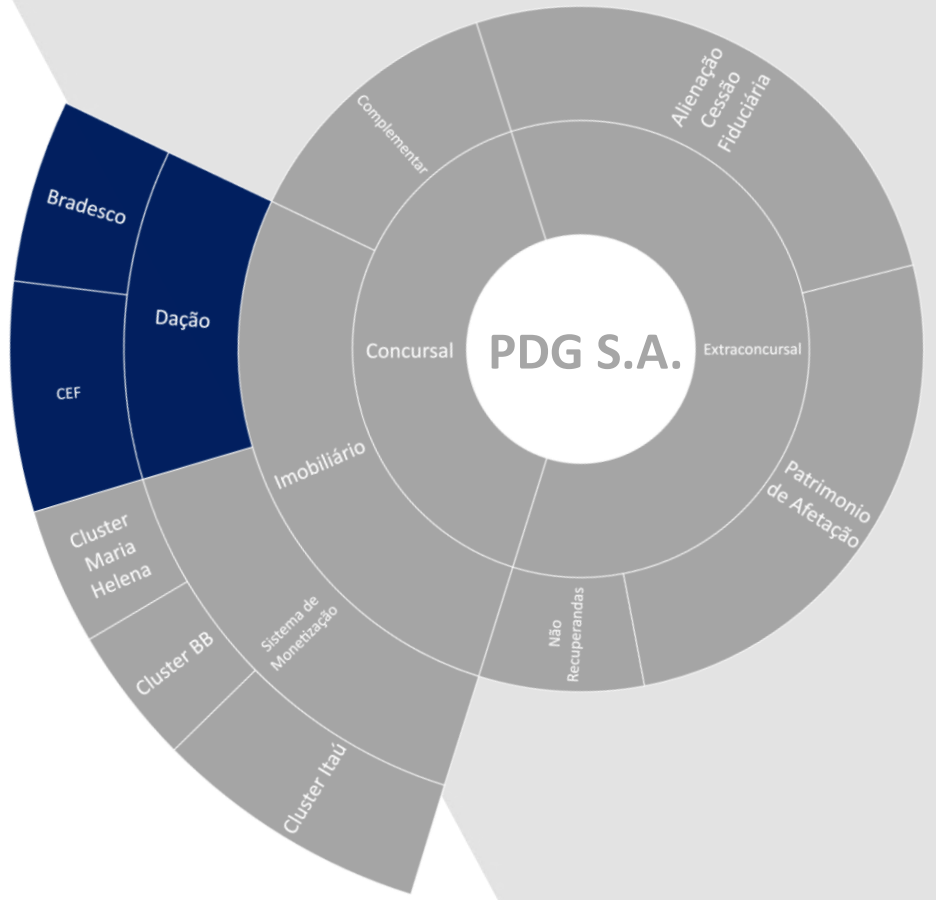 Alienação
Cessão
Fiduciária
Complementar
Bradesco
Dação
Concursal
PDG S.A.
Extraconcursal
CEF
Imobiliário
Patrimonio
de Afetação
Cluster
Maria
Helena
Sistema de
Monetização
Não
Recuperandas
Cluster BB
Cluster Itaú